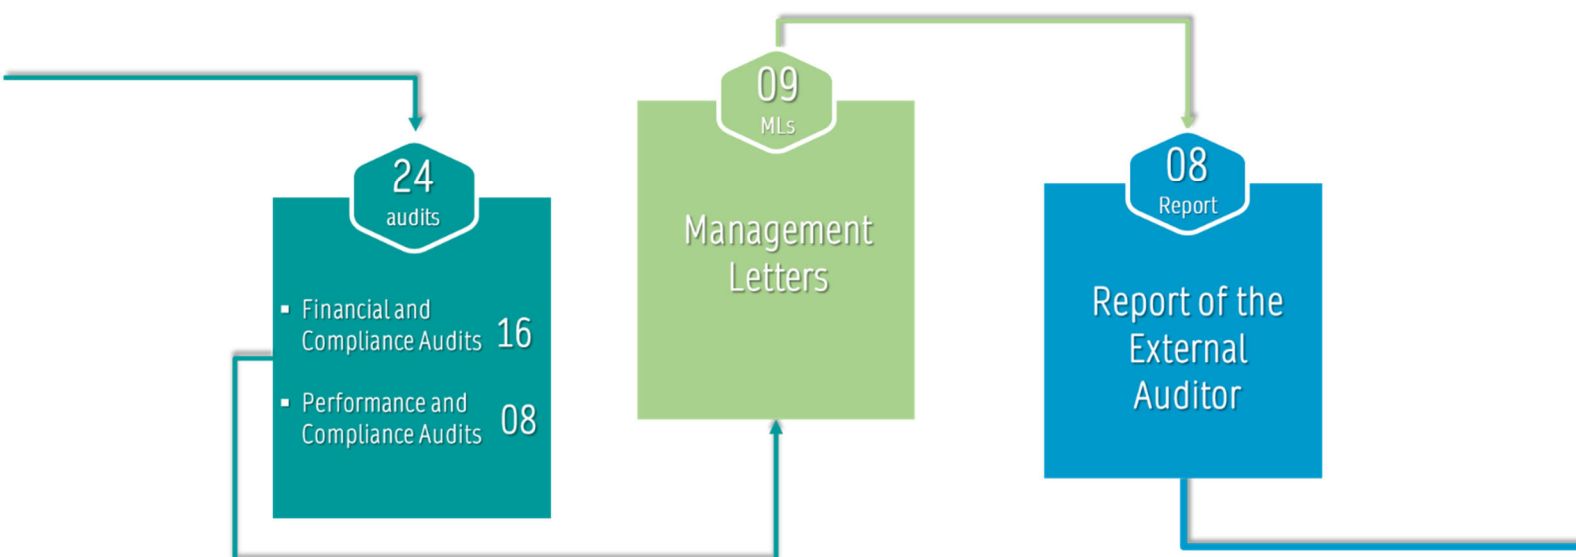 24
audits
▪ Financial and
Compliance Audits 16
▪ Performance and
Compliance Audits 08
09
MLs
Management
Letters
08
Report
Report of the
External
Auditor